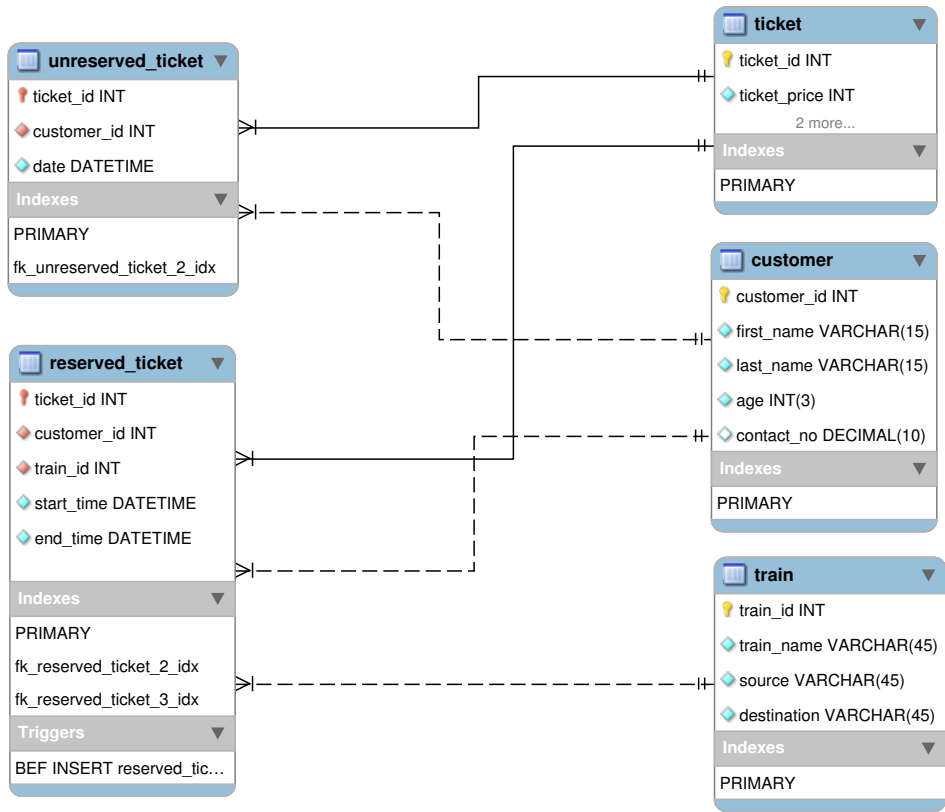 unreserved_ticket
ticket_id INT
customer_id INT
date DATETIME
Indexes
PRIMARY
fk_unreserved_ticket_2_idx
reserved_ticket
ticket_id INT
customer_id INT
train_id INT
start_time DATETIME
end_time DATETIME
Indexes
PRIMARY
fk_reserved_ticket_2_idx
fk_reserved_ticket_3_idx
Triggers
BEF INSERT reserved_tic...
ticket
ticket_id INT
ticket_price INT
2 more...
Indexes
PRIMARY
customer
customer_id INT
first_name VARCHAR(15)
last_name VARCHAR(15)
age INT(3)
contact_no DECIMAL(10)
Indexes
PRIMARY
train
train_id INT
train_name VARCHAR(45)
source VARCHAR(45)
destination VARCHAR(45)
Indexes
PRIMARY